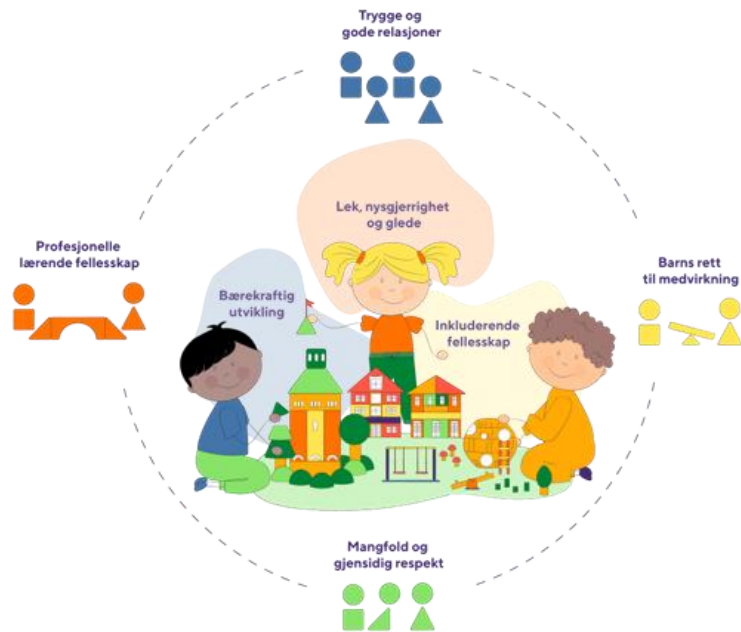 Trygge og
gode relasjoner
Lek, nysgjerrighet
og glede
Profesjonelle
lærende fellesskap
Barns rett
til medvirkning
Bærekraftig
utvikling
Inkluderende
fellesskap
Mangfold og
gjensidig respekt